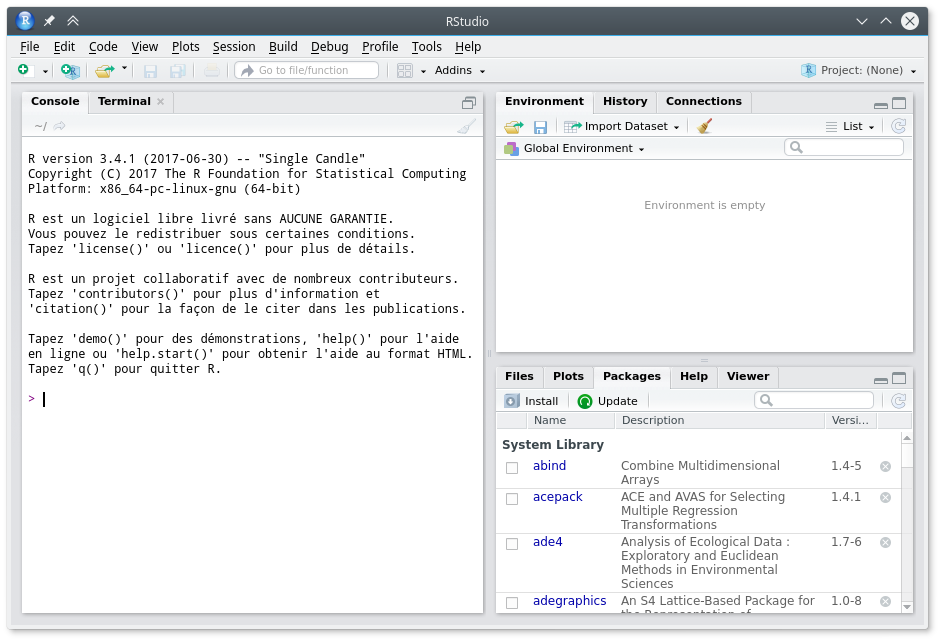 RStudio
File Edit Code View Plots Session Build Debug Profile Tools Help
Go to file/function Addins Project: (None)
Console Terminal
~/
R version 3.4.1 (2017-06-30) -- "Single Candle"
Copyright (C) 2017 The R Foundation for Statistical Computing
Platform: x86_64-pc-linux-gnu (64-bit)
R est un logiciel libre livré sans AUCUNE GARANTIE.
Vous pouvez le redistribuer sous certaines conditions.
Tapez 'license()' ou 'licence()' pour plus de détails.
R est un projet collaboratif avec de nombreux contributeurs.
Tapez 'contributors()' pour plus d'information et
'citation()' pour la façon de le citer dans les publications.
Tapez 'demo()' pour des démonstrations, 'help()' pour l'aide
en ligne ou 'help.start()' pour obtenir l'aide au format HTML.
Tapez 'q()' pour quitter R.
>
Environment History Connections
Import Dataset List
Global Environment
Environment is empty
Files Plots Packages Help Viewer
Install Update
Name Description Versi...
System Library
abind Combine Multidimensional 1.4-5
Arrays
acepack ACE and AVAS for Selecting 1.4.1
Multiple Regression
Transformations
ade4 Analysis of Ecological Data : 1.7-6
Exploratory and Euclidean
Methods in Environmental
Sciences
adegraphics An S4 Lattice-Based Package for 1.0-8
the Representation of